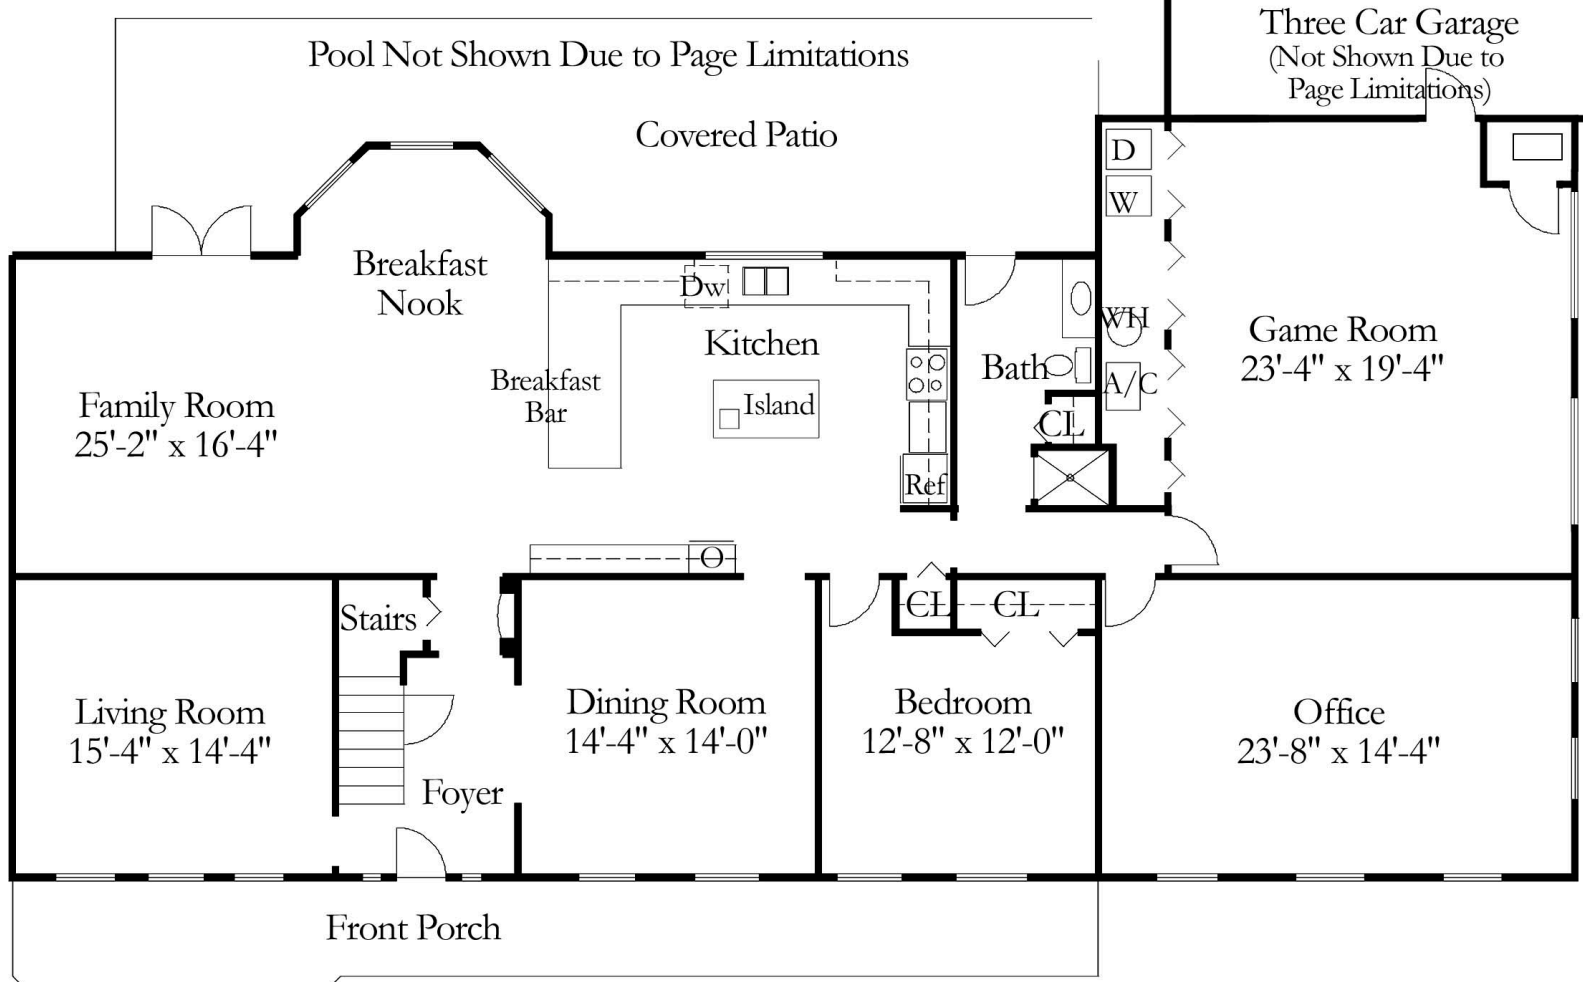 Three Car Garage
(Not Shown Due to
Page Limitations)
Pool Not Shown Due to Page Limitations
Covered Patio
D
W
Breakfast
Nook
Dw
Kitchen
WH
Game Room
23'-4" x 19'-4"
Bath
A/C
Breakfast
Bar
Island
Family Room
25'-2" x 16'-4"
CL
Ref
O
Stairs
CL
CL
Living Room
15'-4" x 14'-4"
Dining Room
14'-4" x 14'-0"
Bedroom
12'-8" x 12'-0"
Office
23'-8" x 14'-4"
Foyer
Front Porch